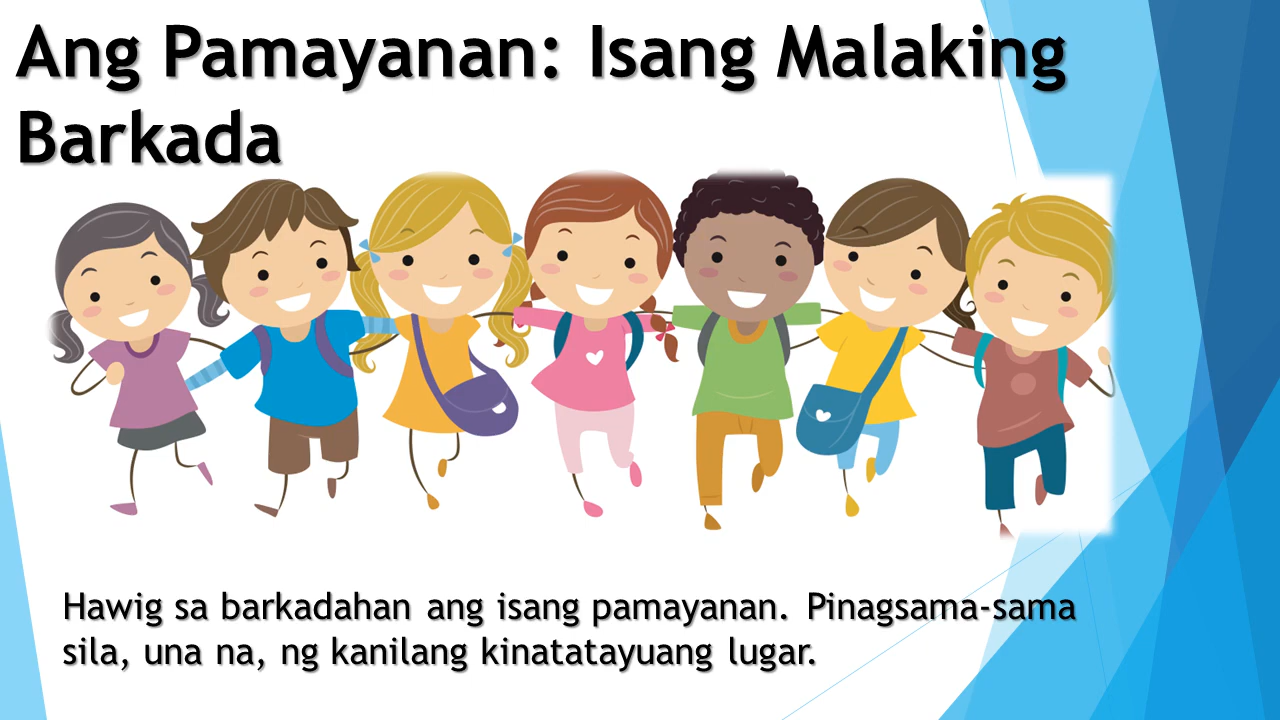 Ang Pamayanan: Isang Malaking
Barkada
Hawig sa barkadahan ang isang pamayanan. Pinagsama-sama
sila, una na, ng kanilang kinatatayuang lugar.